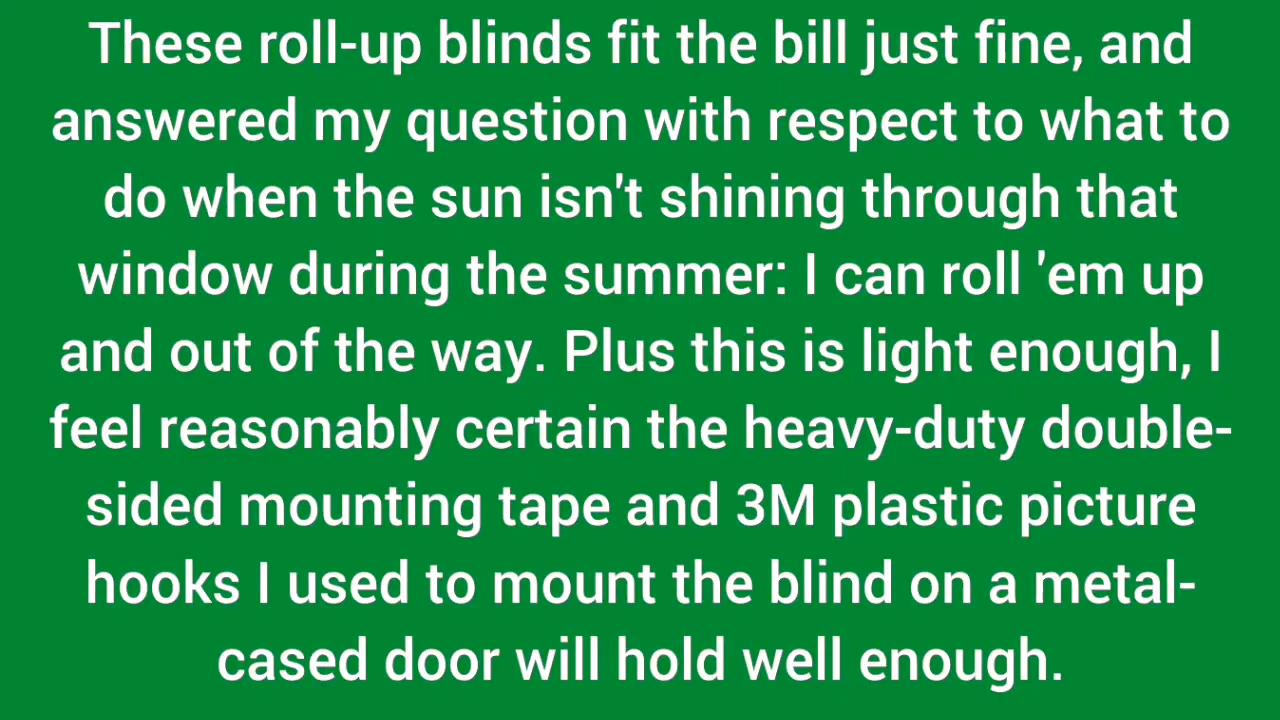 These roll-up blinds fit the bill just fine, and
answered my question with respect to what to
do when the sun isn't shining through that
window during the summer: I can roll 'em up
and out of the way. Plus this is light enough, I
feel reasonably certain the heavy-duty double-
sided mounting tape and 3M plastic picture
hooks I used to mount the blind on a metal-
cased door will hold well enough.